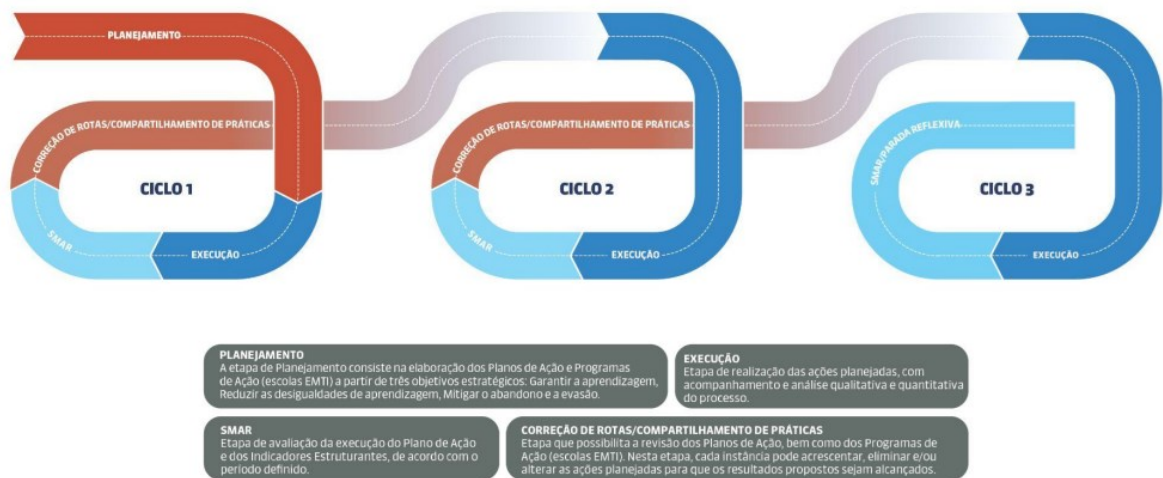 PLANEJAMENTO
CORREÇÃO DE ROTAS/COMPARTILHAMENTO DE PRÁTICAS
CICLO 1
SMAR
EXECUÇÃO
CORREÇÃO DE ROTAS/COMPARTILHAMENTO DE PRÁTICAS
CICLO 2
SMAR
EXECUÇÃO
SMAR/PARADA REFLEXIVA
CICLO 3
EXECUÇÃO
PLANEJAMENTO
A etapa de Planejamento consiste na elaboração dos Planos de Ação e Programas
de Ação (escolas EMTI) a partir de três objetivos estratégicos: Garantir a aprendizagem,
Reduzir as desigualdades de aprendizagem, Mitigar o abandono e a evasão.
EXECUÇÃO
Etapa de realização das ações planejadas, com
acompanhamento e análise qualitativa e quantitativa
do processo.
SMAR
Etapa de avaliação da execução do Plano de Ação
e dos Indicadores Estruturantes, de acordo com o
período definido.
CORREÇÃO DE ROTAS/COMPARTILHAMENTO DE PRÁTICAS
Etapa que possibilita a revisão dos Planos de Ação, bem como dos Programas de
Ação (escolas EMTI). Nesta etapa, cada instância pode acrescentar, eliminar e/ou
alterar as ações planejadas para que os resultados propostos sejam alcançados.